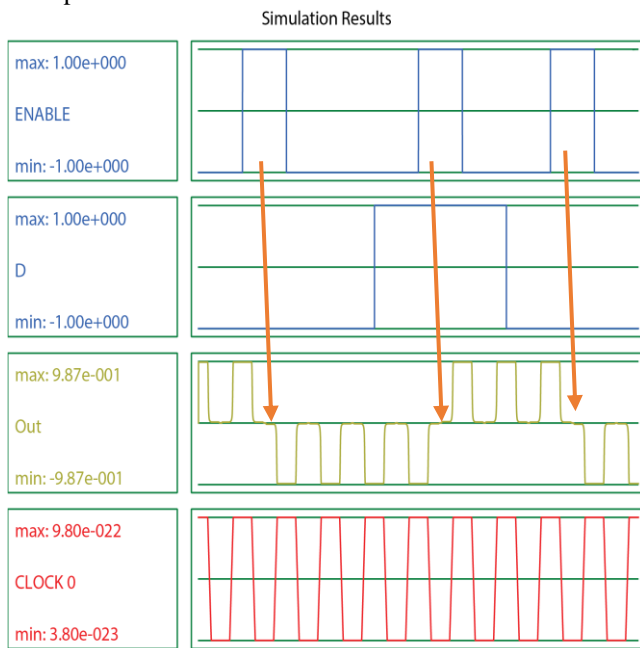 Simulation Results
max: 1.00e+000
ENABLE
min: -1.00e+000
max: 1.00e+000
D
min: -1.00e+000
max: 9.87e-001
Out
min: -9.87e-001
max: 9.80e-022
CLOCK 0
min: 3.80e-023